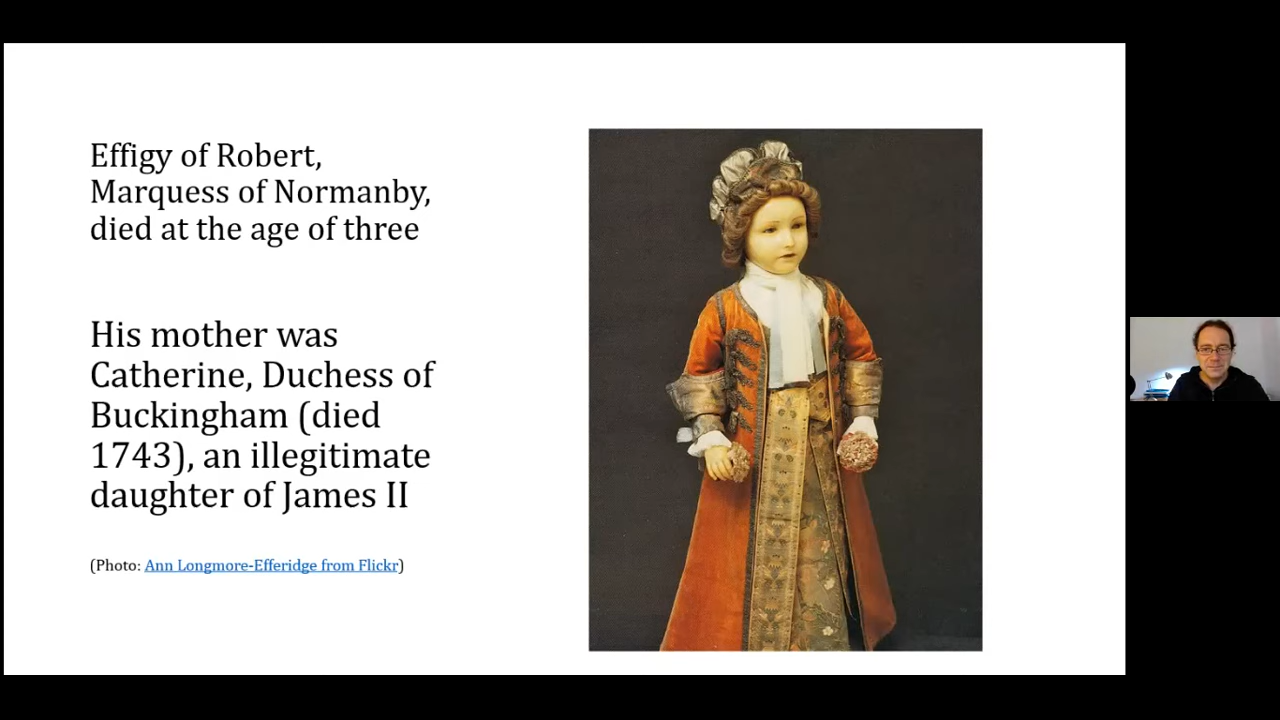 Effigy of Robert,
Marquess of Normanby,
died at the age of three
His mother was
Catherine, Duchess of
Buckingham (died
1743), an illegitimate
daughter of James II
(Photo: Ann Longmore-Efferidge from Flickr)